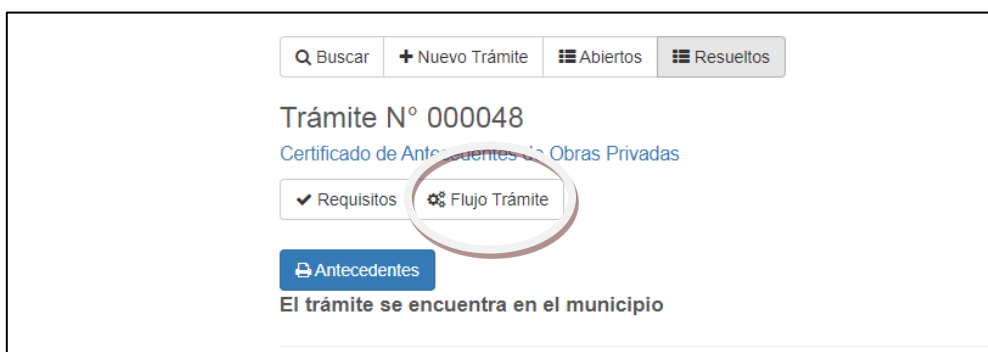 Buscar Nuevo Trámite Abiertos Resueltos
Trámite N° 000048
Certificado de Antecedentes de Obras Privadas
Requisitos Flujo Trámite
Antecedentes
El trámite se encuentra en el municipio